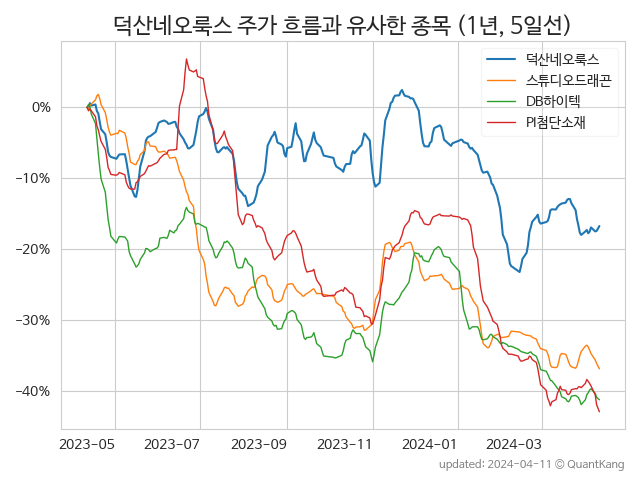 덕산네오룩스 주가 흐름과 유사한 종목 (1년, 5일선)
덕산네오룩스
스튜디오드래곤
DB하이텍
PI첨단소재
0%
−10%
−20%
−30%
−40%
2023-05 2023-07 2023-09 2023-11 2024-01 2024-03
updated: 2024-04-11 © QuantKang